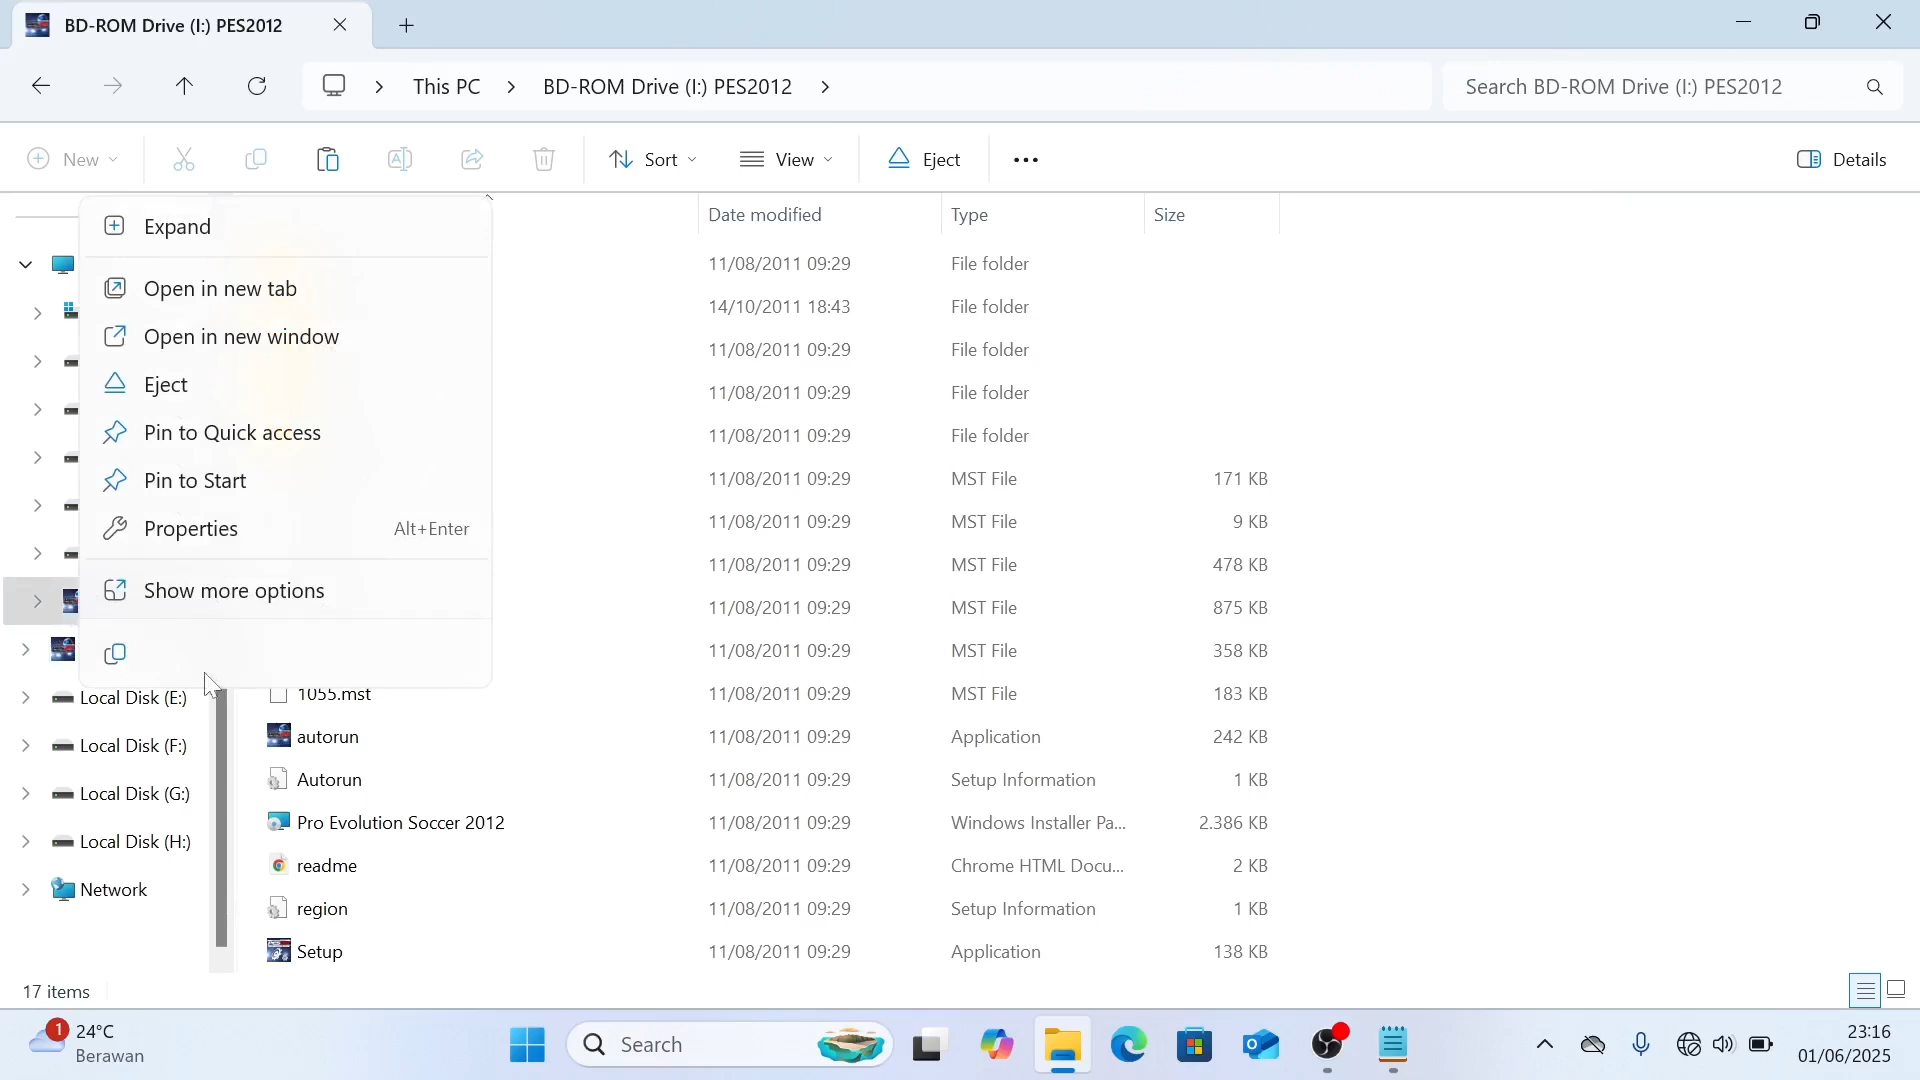 BD-ROM Drive (I:) PES2012
This PC > BD-ROM Drive (I:) PES2012 >
Search BD-ROM Drive (I:) PES2012
New
Sort
View
Eject
Details
Date modified Type Size
Expand
Open in new tab
Open in new window
Eject
Pin to Quick access
Pin to Start
Properties Alt+Enter
Show more options
Local Disk (E:)
Local Disk (F:)
Local Disk (G:)
Local Disk (H:)
Network
11/08/2011 09:29 File folder
14/10/2011 18:43 File folder
11/08/2011 09:29 File folder
11/08/2011 09:29 File folder
11/08/2011 09:29 File folder
11/08/2011 09:29 MST File 171 KB
11/08/2011 09:29 MST File 9 KB
11/08/2011 09:29 MST File 478 KB
11/08/2011 09:29 MST File 875 KB
11/08/2011 09:29 MST File 358 KB
1055.mst 11/08/2011 09:29 MST File 183 KB
autorun 11/08/2011 09:29 Application 242 KB
Autorun 11/08/2011 09:29 Setup Information 1 KB
Pro Evolution Soccer 2012 11/08/2011 09:29 Windows Installer Pa... 2.386 KB
readme 11/08/2011 09:29 Chrome HTML Docu... 2 KB
region 11/08/2011 09:29 Setup Information 1 KB
Setup 11/08/2011 09:29 Application 138 KB
17 items
1
24°C
Berawan
Search
23:16
01/06/2025